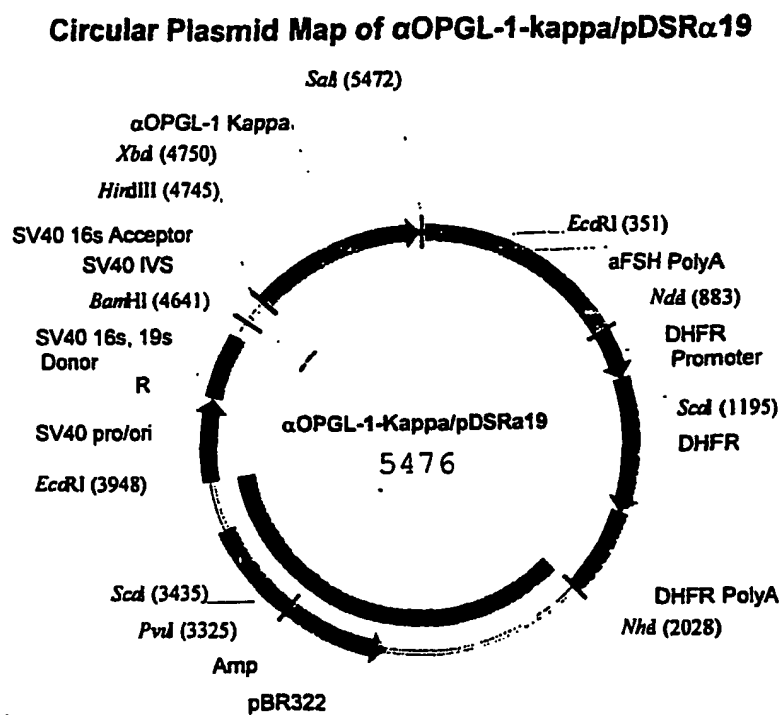 Circular Plasmid Map of αOPGL-1-kappa/pDSRα19
SalI (5472)
αOPGL-1 Kappa
XbaI (4750)
HindIII (4745)
SV40 16s Acceptor
SV40 IVS
BamHI (4641)
SV40 16s, 19s
Donor
R
SV40 pro/ori
EcoRI (3948)
ScaI (3435)
PvuI (3325)
Amp
pBR322
EcoRI (351)
aFSH PolyA
NdeI (883)
DHFR
Promoter
ScaI (1195)
DHFR
DHFR PolyA
NheI (2028)
αOPGL-1-Kappa/pDSRa19
5476